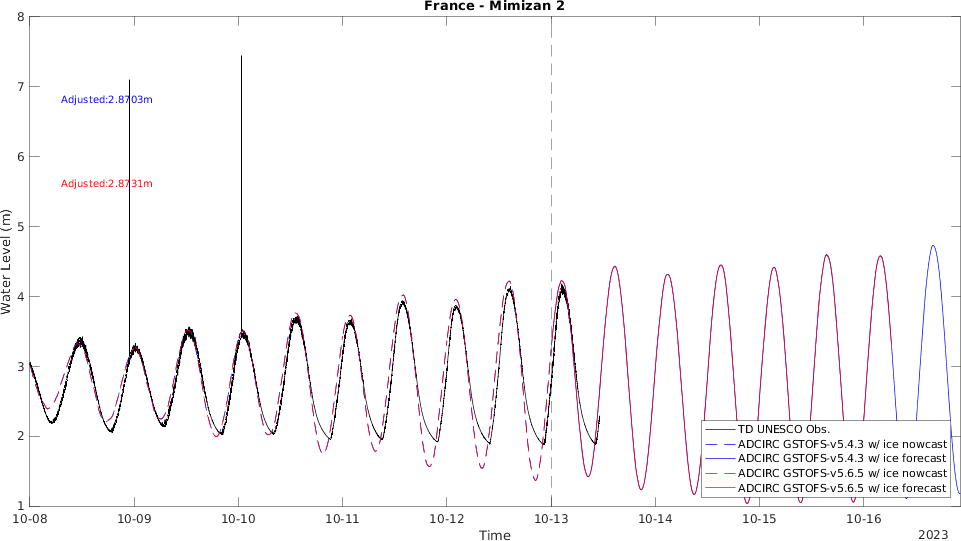 France - Mimizan 2
8
7
6
5
4
3
2
1
Water Level (m)
Adjusted:2.8703m
Adjusted:2.8731m
TD UNESCO Obs.
ADCIRC GSTOFS-v5.4.3 w/ ice nowcast
ADCIRC GSTOFS-v5.4.3 w/ ice forecast
ADCIRC GSTOFS-v5.6.5 w/ ice nowcast
ADCIRC GSTOFS-v5.6.5 w/ ice forecast
10-08 10-09 10-10 10-11 10-12 10-13 10-14 10-15 10-16
Time
2023